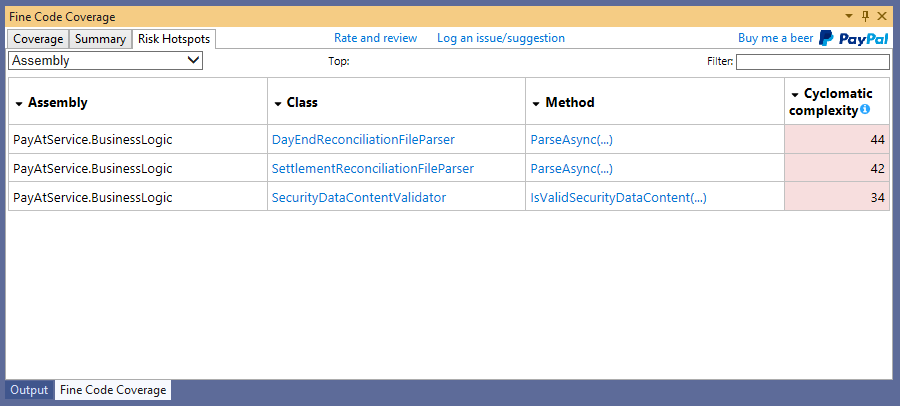 Fine Code Coverage
Coverage Summary Risk Hotspots Rate and review Log an issue/suggestion Buy me a beer PayPal
Assembly Top: Filter:
Assembly Class Method Cyclomatic complexity
PayAtService.BusinessLogic DayEndReconciliationFileParser ParseAsync(...) 44
PayAtService.BusinessLogic SettlementReconciliationFileParser ParseAsync(...) 42
PayAtService.BusinessLogic SecurityDataContentValidator IsValidSecurityDataContent(...) 34
Output Fine Code Coverage